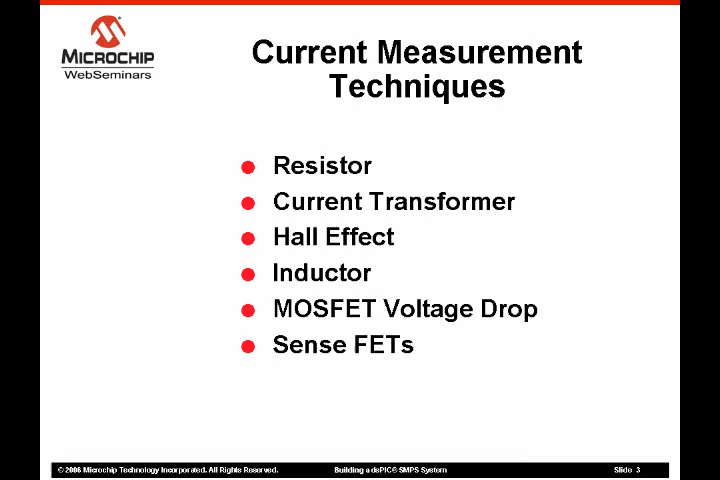 MICROCHIP
WebSeminars
Current Measurement
Techniques
Resistor
Current Transformer
Hall Effect
Inductor
MOSFET Voltage Drop
Sense FETs
© 2006 Microchip Technology Incorporated. All Rights Reserved.
Building a dsPIC® SMPS System
Slide 3